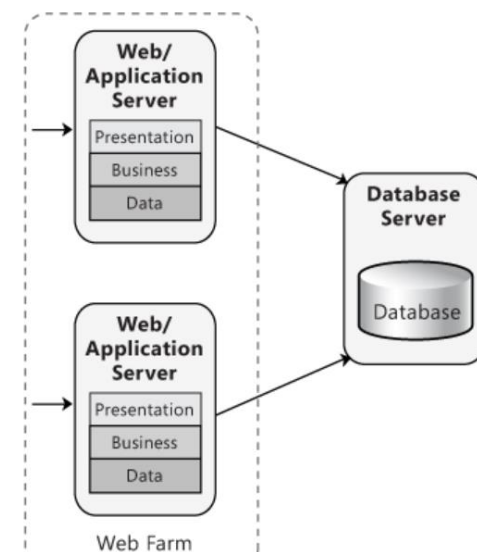 Web/
Application
Server
Presentation
Business
Data
Database
Server
Database
Web/
Application
Server
Presentation
Business
Data
Web Farm